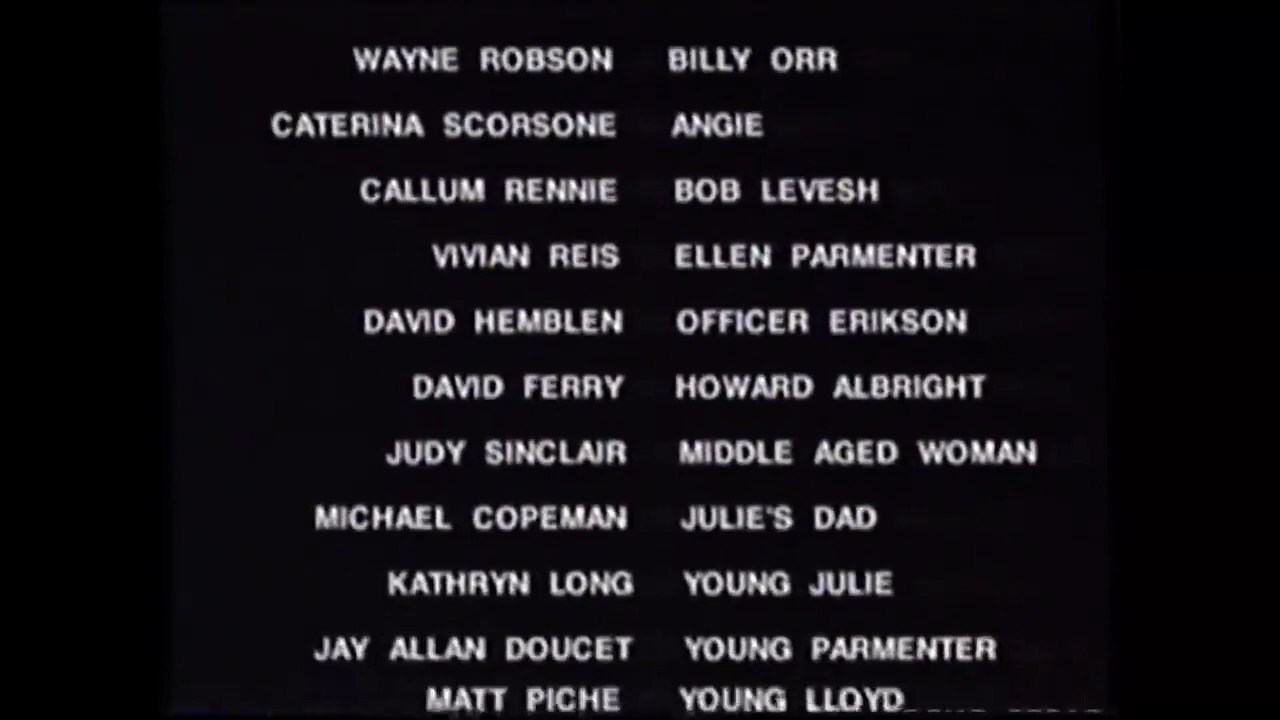 WAYNE ROBSON BILLY ORR
CATERINA SCORSONE ANGIE
CALLUM RENNIE BOB LEVESH
VIVIAN REIS ELLEN PARMENTER
DAVID HEMBLEN OFFICER ERIKSON
DAVID FERRY HOWARD ALBRIGHT
JUDY SINCLAIR MIDDLE AGED WOMAN
MICHAEL COPEMAN JULIE'S DAD
KATHRYN LONG YOUNG JULIE
JAY ALLAN DOUCET YOUNG PARMENTER
MATT PICHE YOUNG LLOYD